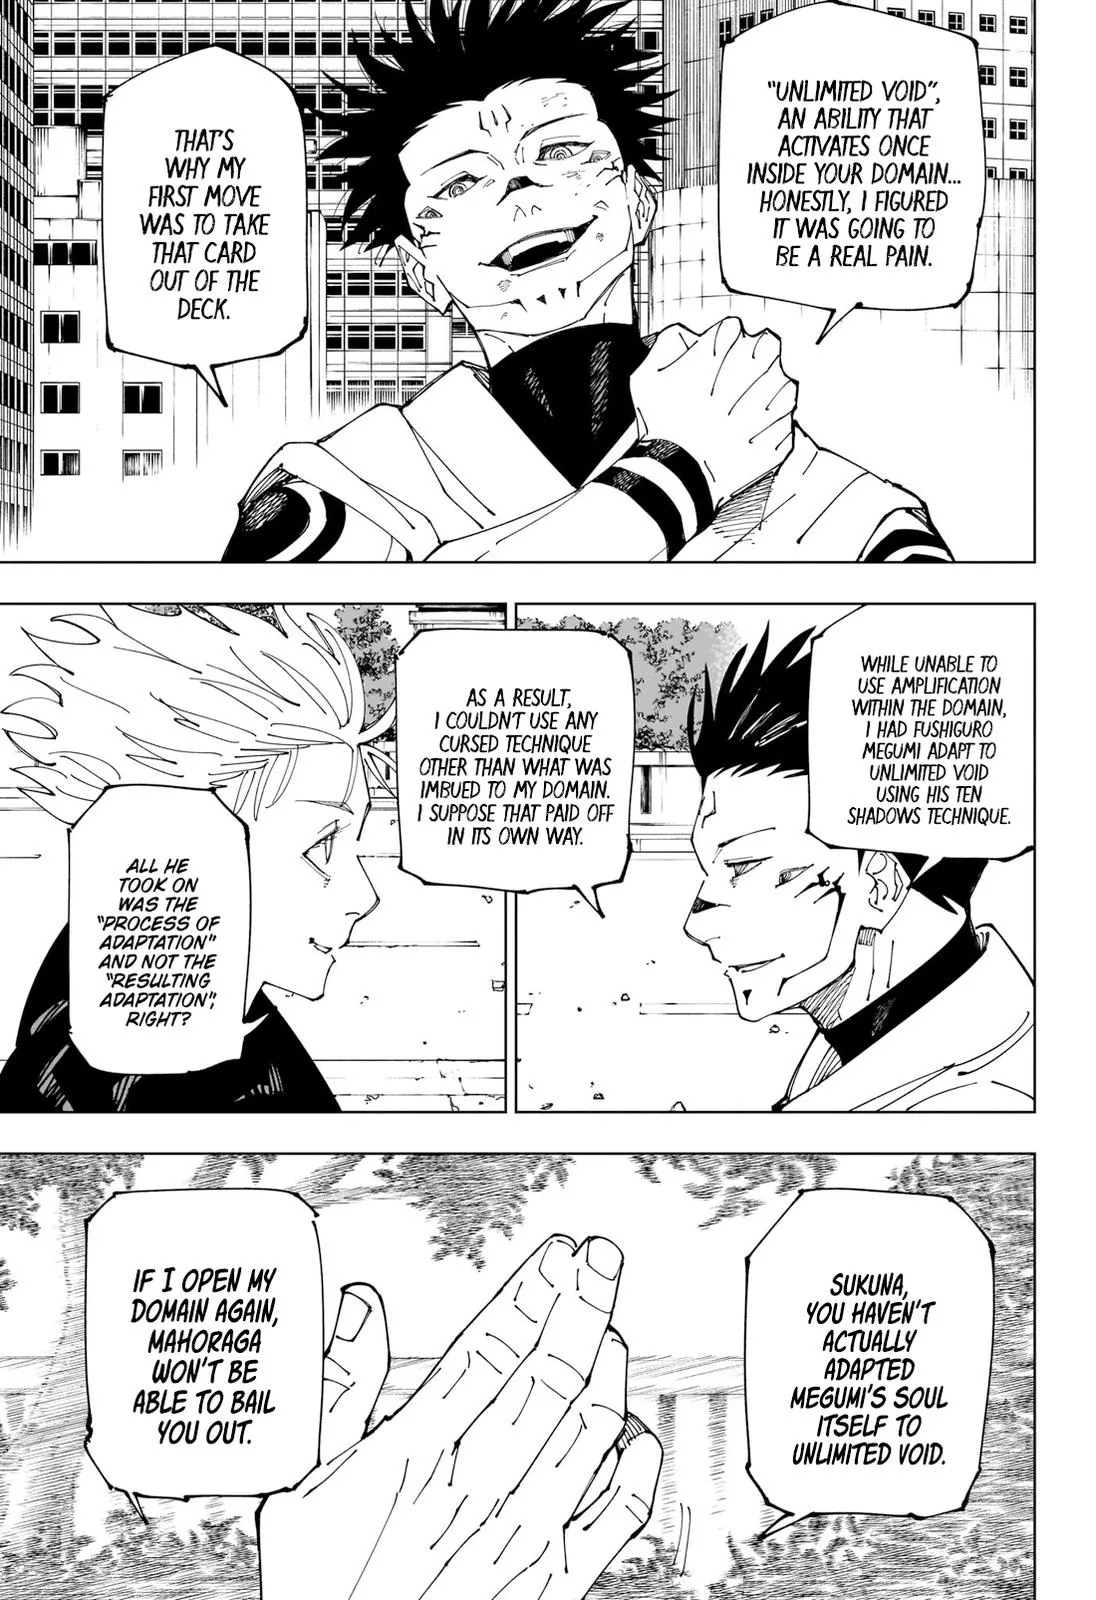 "UNLIMITED VOID",
AN ABILITY THAT
ACTIVATES ONCE
INSIDE YOUR DOMAIN...
HONESTLY, I FIGURED
IT WAS GOING TO
BE A REAL PAIN.
THAT'S
WHY MY
FIRST MOVE
WAS TO TAKE
THAT CARD
OUT OF THE
DECK.
WHILE UNABLE TO
USE AMPLIFICATION
WITHIN THE DOMAIN,
I HAD FUSHIGURO
MEGUMI ADAPT TO
UNLIMITED VOID
USING HIS TEN
SHADOWS TECHNIQUE.
AS A RESULT,
I COULDN'T USE ANY
CURSED TECHNIQUE
OTHER THAN WHAT WAS
IMBUED TO MY DOMAIN.
I SUPPOSE THAT PAID OFF
IN ITS OWN WAY.
ALL HE
TOOK ON
WAS THE
"PROCESS OF
ADAPTATION"
AND NOT THE
"RESULTING
ADAPTATION",
RIGHT?
SUKUNA,
YOU HAVEN'T
ACTUALLY
ADAPTED
MEGUMI'S SOUL
ITSELF TO
UNLIMITED VOID.
IF I OPEN MY
DOMAIN AGAIN,
MAHORAGA
WON'T BE
ABLE TO BAIL
YOU OUT.